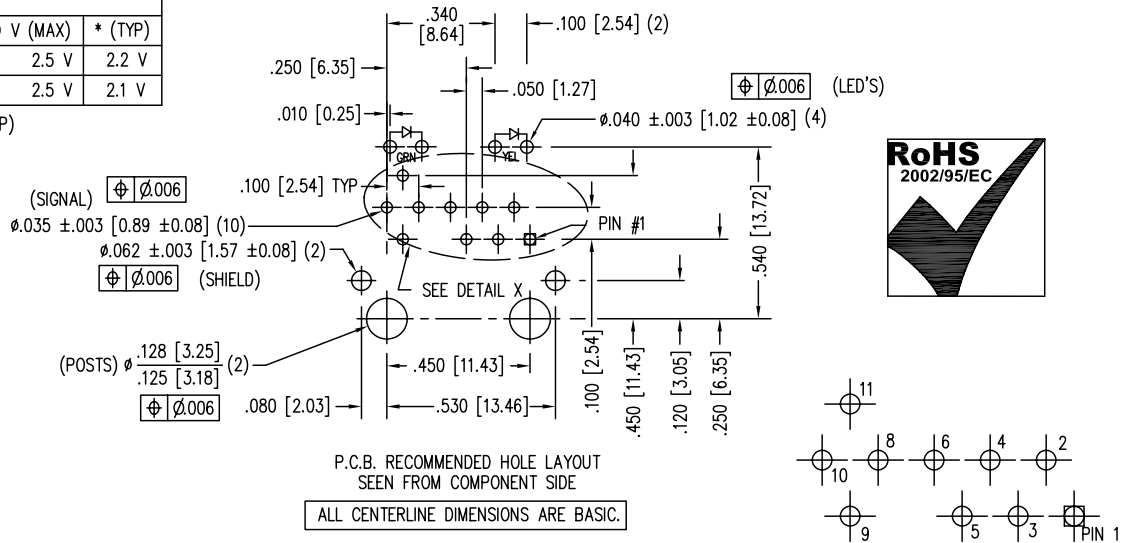 V (MAX) * (TYP)
2.5 V 2.2 V
2.5 V 2.1 V
P)
.340
[8.64]
.100 [2.54] (2)
.250 [6.35]
.050 [1.27]
⌖ Ø.006 (LED'S)
.010 [0.25]
Ø.040 ±.003 [1.02 ±0.08] (4)
GRN
YEL
RoHS
2002/95/EC
.100 [2.54] TYP
(SIGNAL) ⌖ Ø.006
Ø.035 ±.003 [0.89 ±0.08] (10)
PIN #1
Ø.062 ±.003 [1.57 ±0.08] (2)
⌖ Ø.006 (SHIELD)
SEE DETAIL X
.540 [13.72]
(POSTS) Ø .128 [3.25]
.125 [3.18] (2)
⌖ Ø.006
.450 [11.43]
.080 [2.03]
.530 [13.46]
.100 [2.54]
.450 [11.43]
.120 [3.05]
.250 [6.35]
P.C.B. RECOMMENDED HOLE LAYOUT
SEEN FROM COMPONENT SIDE
ALL CENTERLINE DIMENSIONS ARE BASIC.
11
8 6 4 2
10
9 5 3 PIN 1